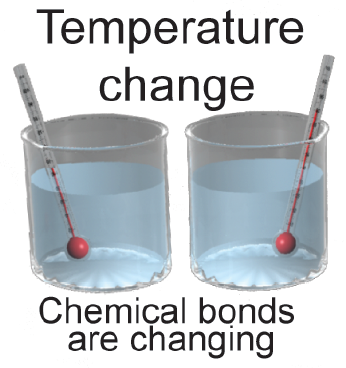 Temperature
change
Chemical bonds
are changing